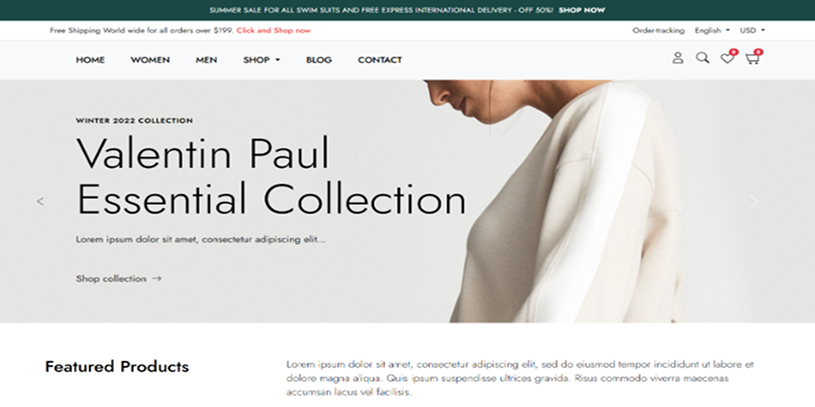 SUMMER SALE FOR ALL SWIM SUITS AND FREE EXPRESS INTERNATIONAL DELIVERY - OFF 50%! SHOP NOW
Free Shipping World wide for all orders over $199. Click and Shop now
Order-tracking English USD
HOME WOMEN MEN SHOP BLOG CONTACT
0 0
WINTER 2022 COLLECTION
Valentin Paul
Essential Collection
Lorem ipsum dolor sit amet, consectetur adipiscing elit...
Shop collection →
Featured Products
Lorem ipsum dolor sit amet, consectetur adipiscing elit, sed do eiusmod tempor incididunt ut labore et
dolore magna aliqua. Quis ipsum suspendisse ultrices gravida. Risus commodo viverra maecenas
accumsan lacus vel facilisis.